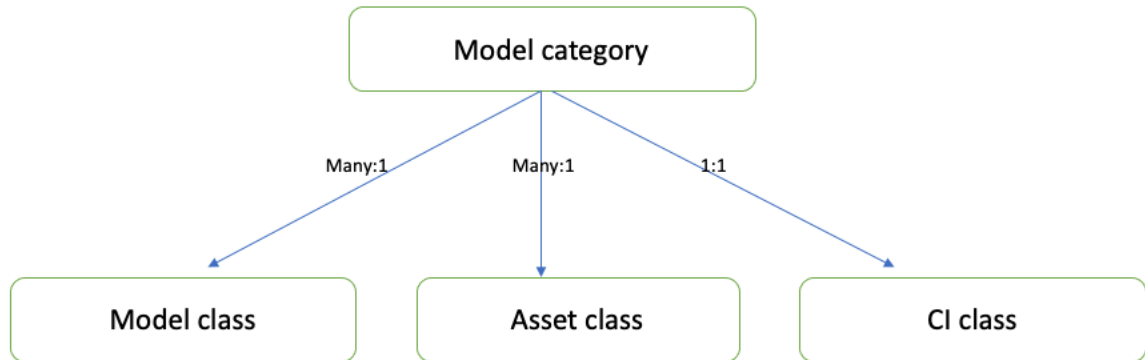 Model category
Many:1
Many:1
1:1
Model class
Asset class
CI class